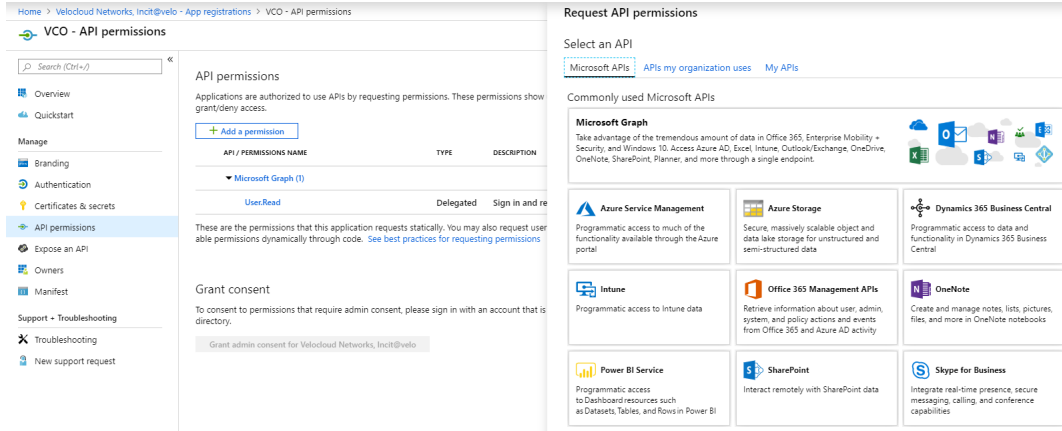 Home > Velocloud Networks, Incit@velo - App registrations > VCO - API permissions
VCO - API permissions
Search (Ctrl+/)
«
Overview
Quickstart
Manage
Branding
Authentication
Certificates & secrets
API permissions
Expose an API
Owners
Manifest
Support + Troubleshooting
Troubleshooting
New support request
API permissions
Applications are authorized to use APIs by requesting permissions. These permissions show
grant/deny access.
+ Add a permission
API / PERMISSIONS NAME TYPE DESCRIPTION
Microsoft Graph (1)
User.Read Delegated Sign in and re
These are the permissions that this application requests statically. You may also request user
able permissions dynamically through code. See best practices for requesting permissions
Grant consent
To consent to permissions that require admin consent, please sign in with an account that is
directory.
Grant admin consent for Velocloud Networks, Incit@velo
Request API permissions
Select an API
Microsoft APIs APIs my organization uses My APIs
Commonly used Microsoft APIs
Microsoft Graph
Take advantage of the tremendous amount of data in Office 365, Enterprise Mobility +
Security, and Windows 10. Access Azure AD, Excel, Intune, Outlook/Exchange, OneDrive,
OneNote, SharePoint, Planner, and more through a single endpoint.
Azure Service Management
Programmatic access to much of the
functionality available through the Azure
portal
Azure Storage
Secure, massively scalable object and
data lake storage for unstructured and
semi-structured data
Dynamics 365 Business Central
Programmatic access to data and
functionality in Dynamics 365 Business
Central
Intune
Programmatic access to Intune data
Office 365 Management APIs
Retrieve information about user, admin,
system, and policy actions and events
from Office 365 and Azure AD activity
OneNote
Create and manage notes, lists, pictures,
files, and more in OneNote notebooks
Power BI Service
Programmatic access
to Dashboard resources such
as Datasets, Tables, and Rows in Power BI
SharePoint
Interact remotely with SharePoint data
Skype for Business
Integrate real-time presence, secure
messaging, calling, and conference
capabilities